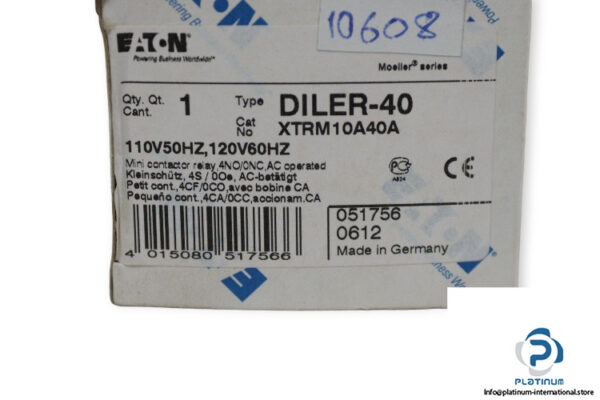 10608
EATON
Powering Business Worldwide
Moeller® series
Qty. Qt. 1 Type DILER-40
Cant. Cat
No XTRM10A40A
110V50HZ,120V60HZ
Mini contactor relay,4NO/0NC,AC operated
Kleinschütz, 4S / 0Oe, AC-betätigt
Petit cont.,4CF/0CO,avec bobine CA
Pequeño cont.,4CA/0CC,accionam.CA
CE
051756
0612
Made in Germany
4 015080 517566
PLATINUM
Info@platinum-international.store